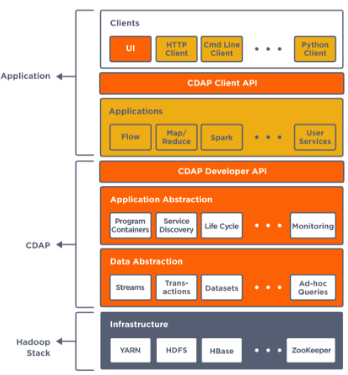 Clients
UI
HTTP
Client
Cmd Line
Client
Python
Client
Application
CDAP Client API
Applications
Flow
Map/
Reduce
Spark
User
Services
CDAP Developer API
Application Abstraction
Program
Containers
Service
Discovery
Life Cycle
Monitoring
CDAP
Data Abstraction
Streams
Trans-
actions
Datasets
Ad-hoc
Queries
Infrastructure
Hadoop
Stack
YARN
HDFS
HBase
ZooKeeper